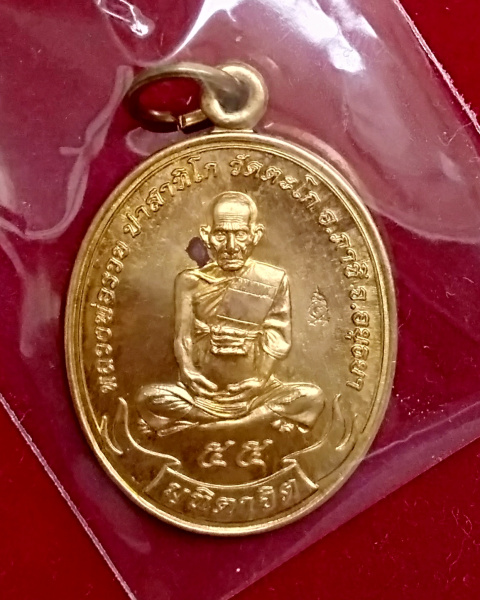 หลวงพ่อรวย ปาสาทิโก วัดตะโก อ.ภาชี จ.อยุธยา
๕๕
มุทิตาจิต